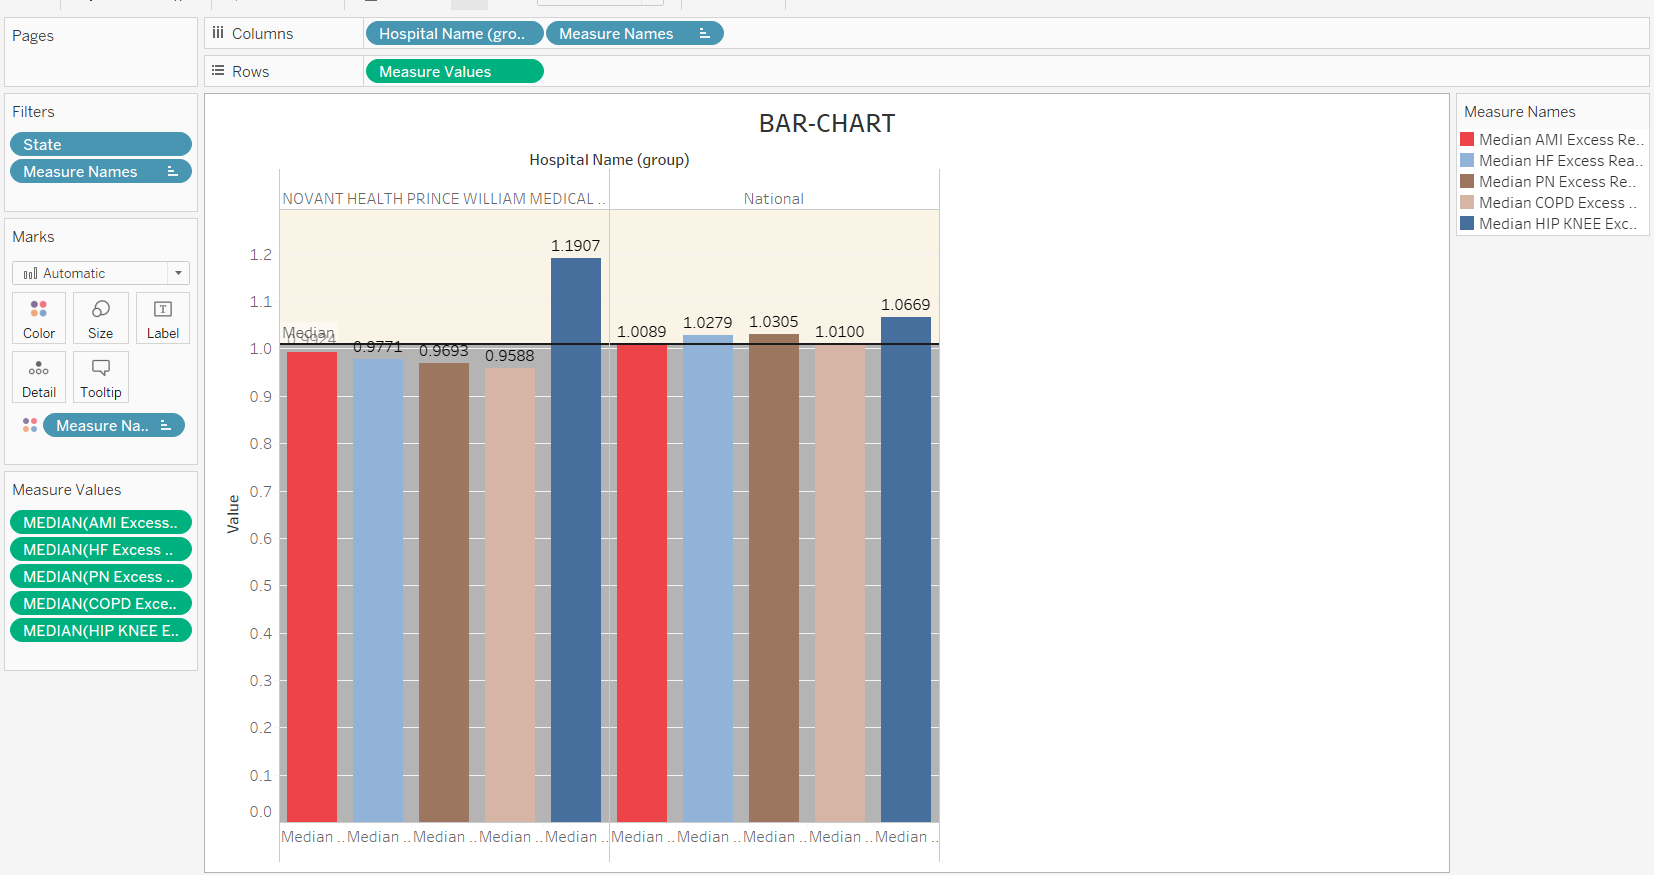 Pages
Columns
Hospital Name (gro..
Measure Names
Rows
Measure Values
Filters
State
Measure Names
Marks
Automatic
Color
Size
Label
Detail
Tooltip
Measure Na..
Measure Values
MEDIAN(AMI Excess..
MEDIAN(HF Excess ..
MEDIAN(PN Excess ..
MEDIAN(COPD Exce..
MEDIAN(HIP KNEE E..
BAR-CHART
Hospital Name (group)
NOVANT HEALTH PRINCE WILLIAM MEDICAL ..
National
Value
1.2
1.1
1.0
0.9
0.8
0.7
0.6
0.5
0.4
0.3
0.2
0.1
0.0
Median
0.9924
0.9771
0.9693
0.9588
1.1907
1.0089
1.0279
1.0305
1.0100
1.0669
Median ..
Median ..
Median ..
Median ..
Median ..
Median ..
Median ..
Median ..
Median ..
Median ..
Measure Names
Median AMI Excess Re..
Median HF Excess Rea..
Median PN Excess Re..
Median COPD Excess ..
Median HIP KNEE Exc..